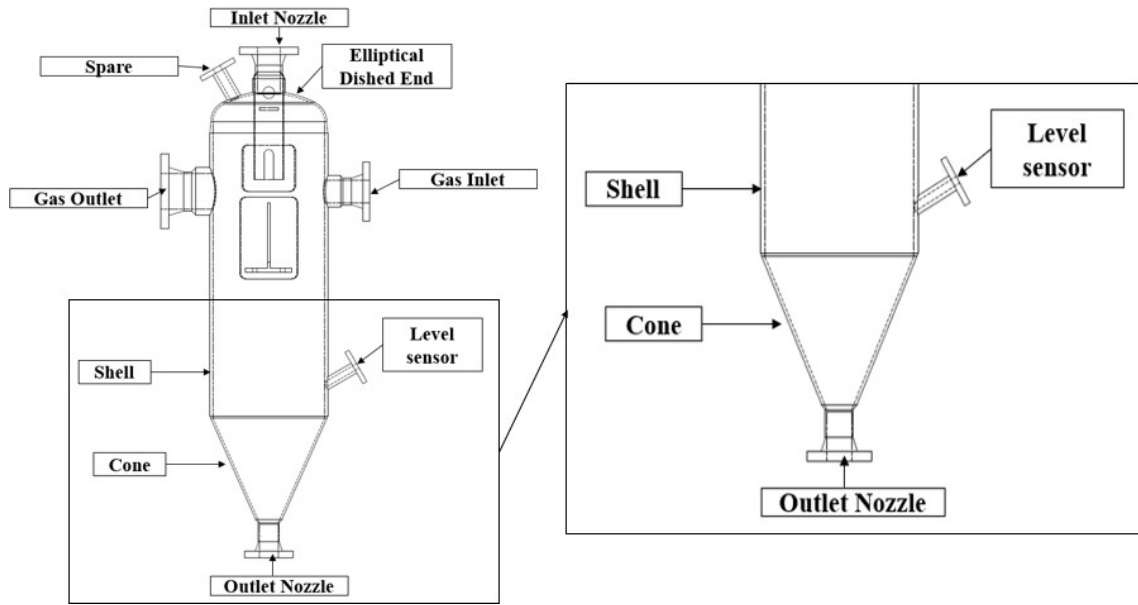 Inlet Nozzle
Spare
Elliptical
Dished End
Gas Outlet
Gas Inlet
Level
sensor
Shell
Cone
Outlet Nozzle
Level
sensor
Shell
Cone
Outlet Nozzle